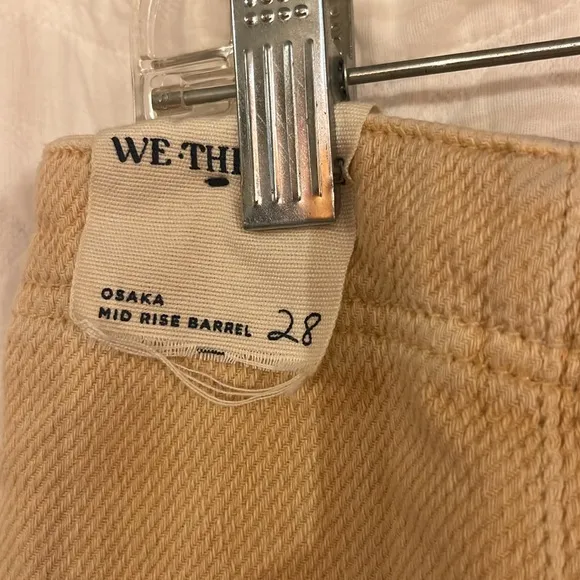 WE · TH
OSAKA
MID RISE BARREL 28